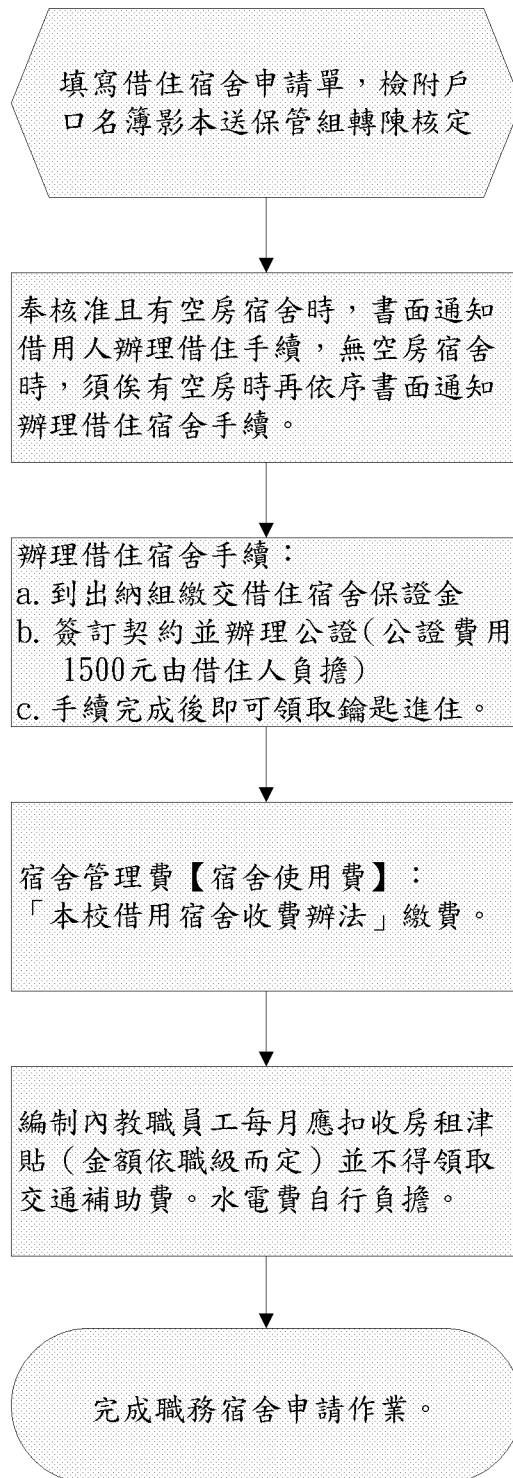 填寫借住宿舍申請單，檢附戶
口名簿影本送保管組轉陳核定
奉核准且有空房宿舍時，書面通知
借用人辦理借住手續，無空房宿舍
時，須俟有空房時再依序書面通知
辦理借住宿舍手續。
辦理借住宿舍手續：
a. 到出納組繳交借住宿舍保證金
b. 簽訂契約並辦理公證(公證費用
1500元由借住人負擔)
c. 手續完成後即可領取鑰匙進住。
宿舍管理費【宿舍使用費】：
「本校借用宿舍收費辦法」繳費。
編制內教職員工每月應扣收房租津
貼（金額依職級而定）並不得領取
交通補助費。水電費自行負擔。
完成職務宿舍申請作業。